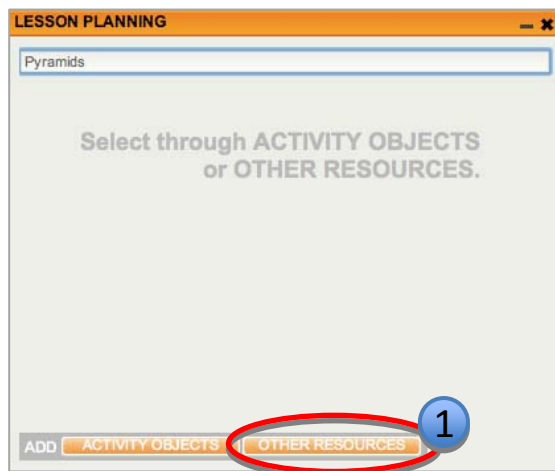 LESSON PLANNING
Pyramids
Select through ACTIVITY OBJECTS
or OTHER RESOURCES.
ADD ACTIVITY OBJECTS OTHER RESOURCES
1